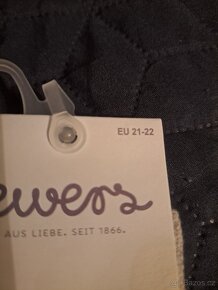 EU 21-22
ewers
AUS LIEBE. SEIT 1866.